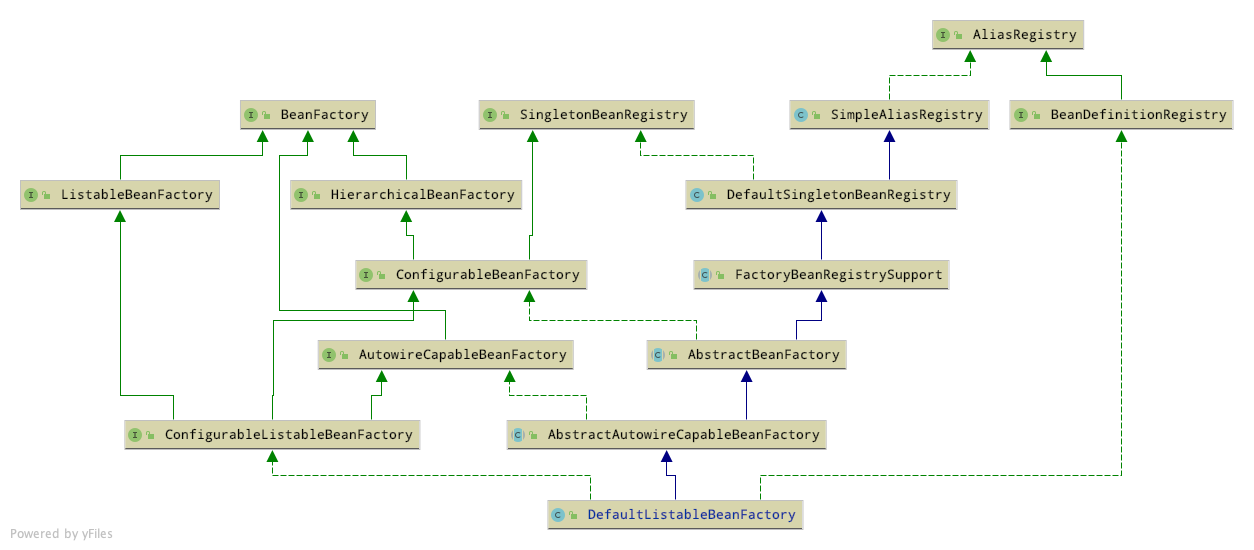 AliasRegistry
BeanFactory
SingletonBeanRegistry
SimpleAliasRegistry
BeanDefinitionRegistry
ListableBeanFactory
HierarchicalBeanFactory
DefaultSingletonBeanRegistry
ConfigurableBeanFactory
FactoryBeanRegistrySupport
AutowireCapableBeanFactory
AbstractBeanFactory
ConfigurableListableBeanFactory
AbstractAutowireCapableBeanFactory
DefaultListableBeanFactory
Powered by yFiles